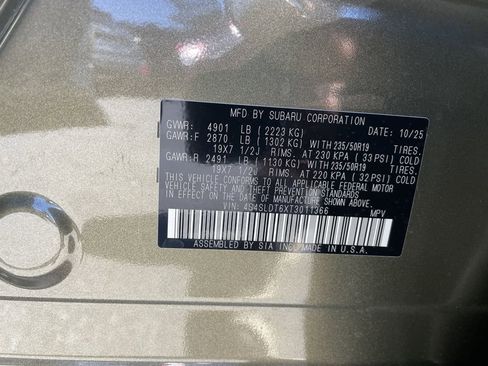 MFD BY SUBARU CORPORATION
GVWR: 4901 LB (2223 KG) DATE: 10/25
GAWR:F 2870 LB (1302 KG) WITH 235/50R19 TIRES.
19X7 1/2J RIMS. AT 230 KPA (33 PSI) COLD
GAWR:R 2491 LB (1130 KG) WITH 235/50R19 TIRES.
19X7 1/2J RIMS. AT 220 KPA (32 PSI) COLD
THIS VEHICLE CONFORMS TO ALL APPLICABLE FEDERAL MOTOR
VEHICLE SAFETY, BUMPER, AND THEFT PREVENTION STANDARDS
IN EFFECT ON THE DATE OF MANUFACTURE SHOWN ABOVE.
VIN: 4S4SLDT6XT3011366 MPV
ASSEMBLED BY SIA INC. MADE IN U.S.A.